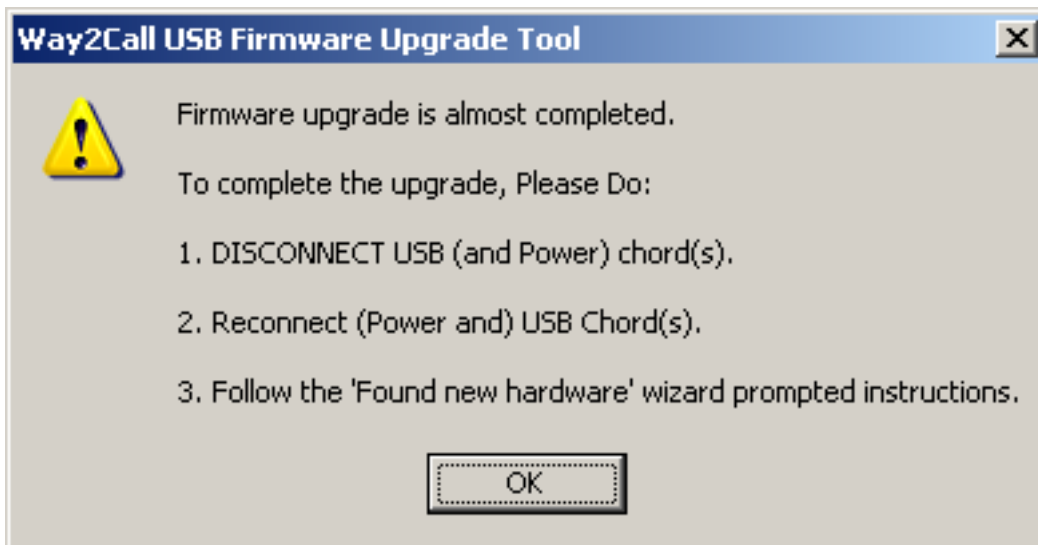 Way2Call USB Firmware Upgrade Tool
Firmware upgrade is almost completed.
To complete the upgrade, Please Do:
1. DISCONNECT USB (and Power) chord(s).
2. Reconnect (Power and) USB Chord(s).
3. Follow the 'Found new hardware' wizard prompted instructions.
OK